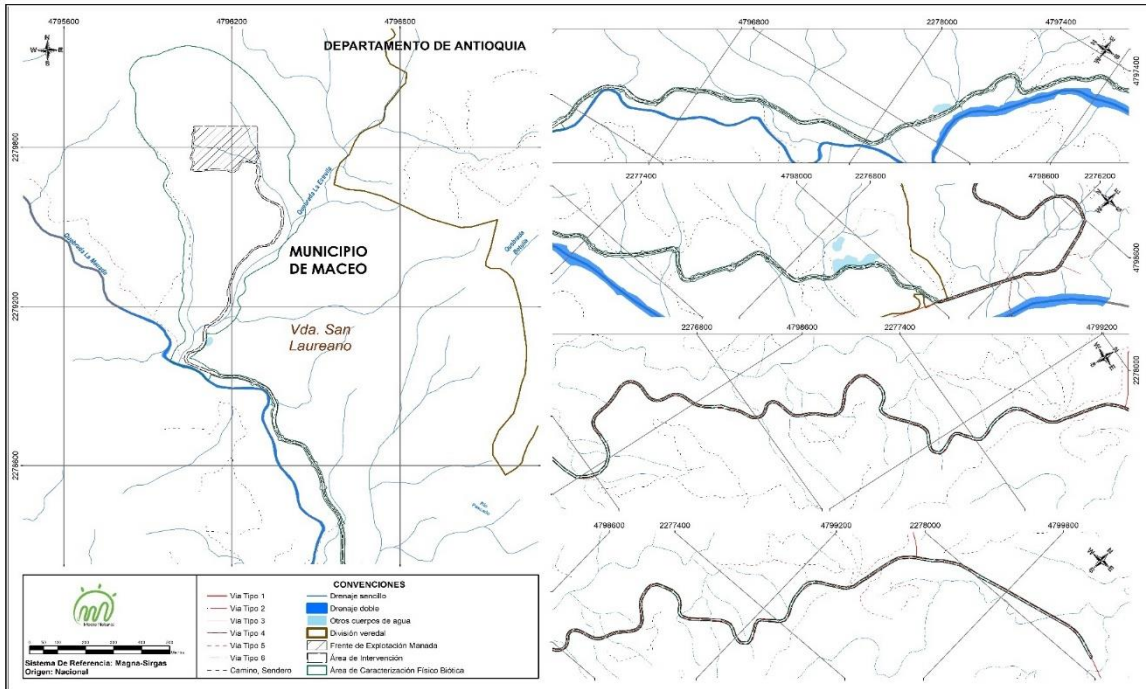 4795600
4796200
DEPARTAMENTO DE ANTIOQUIA
N
W
E
S
2279800
2279200
2278600
Quebrada La Estrella
MUNICIPIO
DE MACEO
Vda. San
Laureano
4796800
2278000
4797400
4797400
2277400
4798000
2276800
4798600
2276200
4798600
2276800
4798600
2277400
4799200
2278000
4798600
2277400
4799200
2278000
4799800
CONVENCIONES
Via Tipo 1
Via Tipo 2
Via Tipo 3
Via Tipo 4
Via Tipo 5
Via Tipo 6
Camino, Sendero
Drenaje sencillo
Drenaje doble
Otros cuerpos de agua
División veredal
Frente de Explotación Manada
Área de Intervención
Área de Caracterización Físico Biótica
Sistema De Referencia: Magna-Sirgas
Origen: Nacional